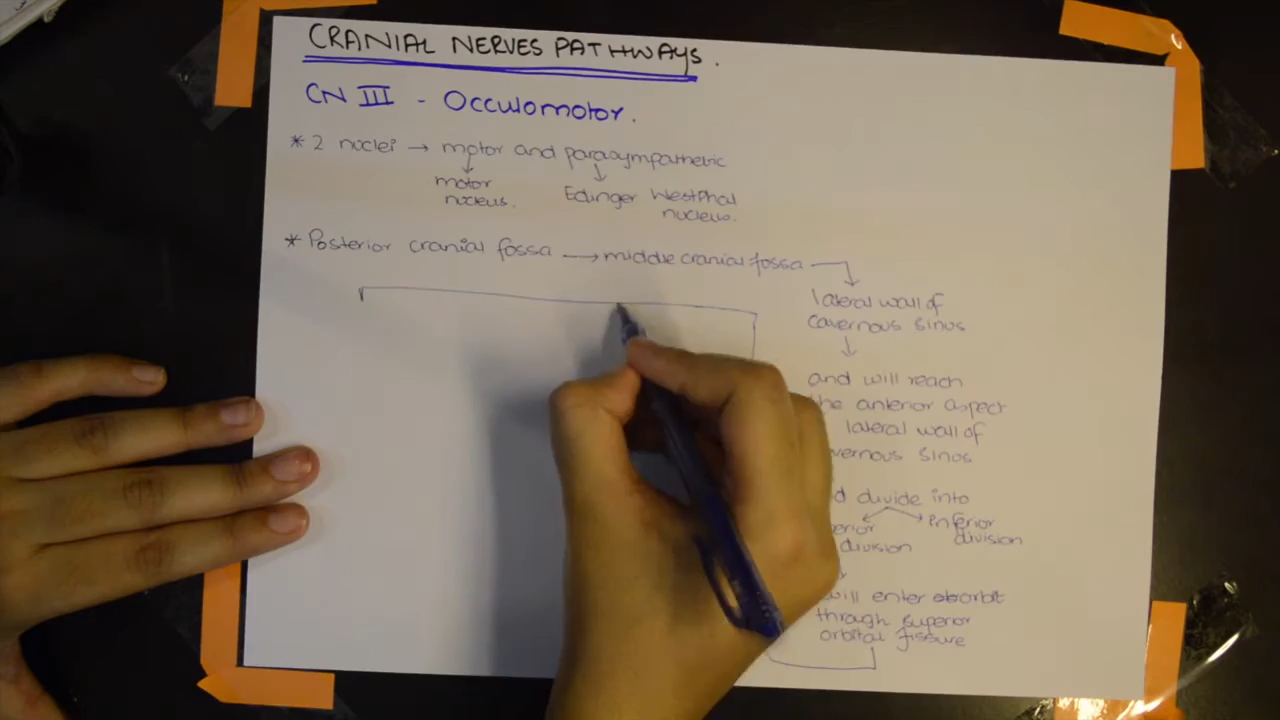 CRANIAL NERVES PATHWAYS.
CN III - Occulomotor.
* 2 nuclei → motor and parasympathetic
motor nucleus.
Edinger Westphal nucleus.
* Posterior cranial fossa → middle cranial fossa
lateral wall of
cavernous sinus
and will reach
the anterior aspect
lateral wall of
sinus
divide into
division
inferior
division
will enter orbit
through superior
orbital fissure